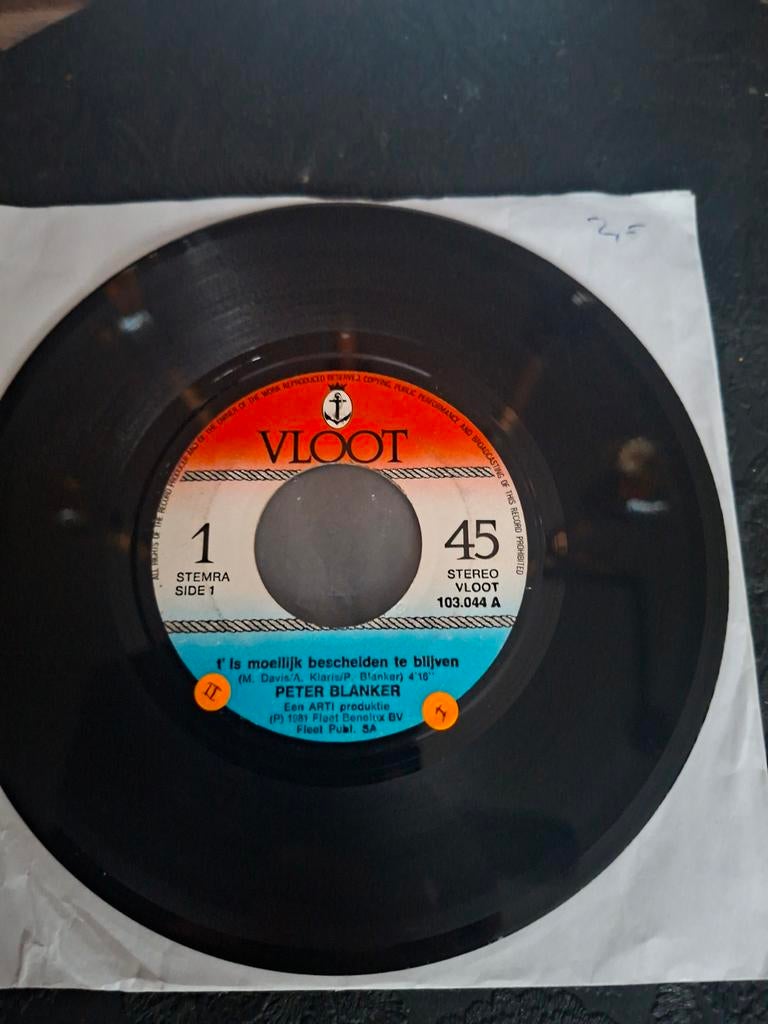 2,=
ALL RIGHTS OF THE RECORD PRODUCER AND OF THE OWNER OF THE WORK REPRODUCED RESERVED. COPYING, PUBLIC PERFORMANCE AND BROADCASTING OF THIS RECORD PROHIBITED
VLOOT
1
STEMRA
SIDE 1
45
STEREO
VLOOT
103.044 A
t' is moeilijk bescheiden te blijven
(M. Davis/A. Klaris/P. Blanker) 4'16"
PETER BLANKER
Een ARTI produktie
(P) 1981 Fleet Benelux BV
Fleet Publ. SA
II